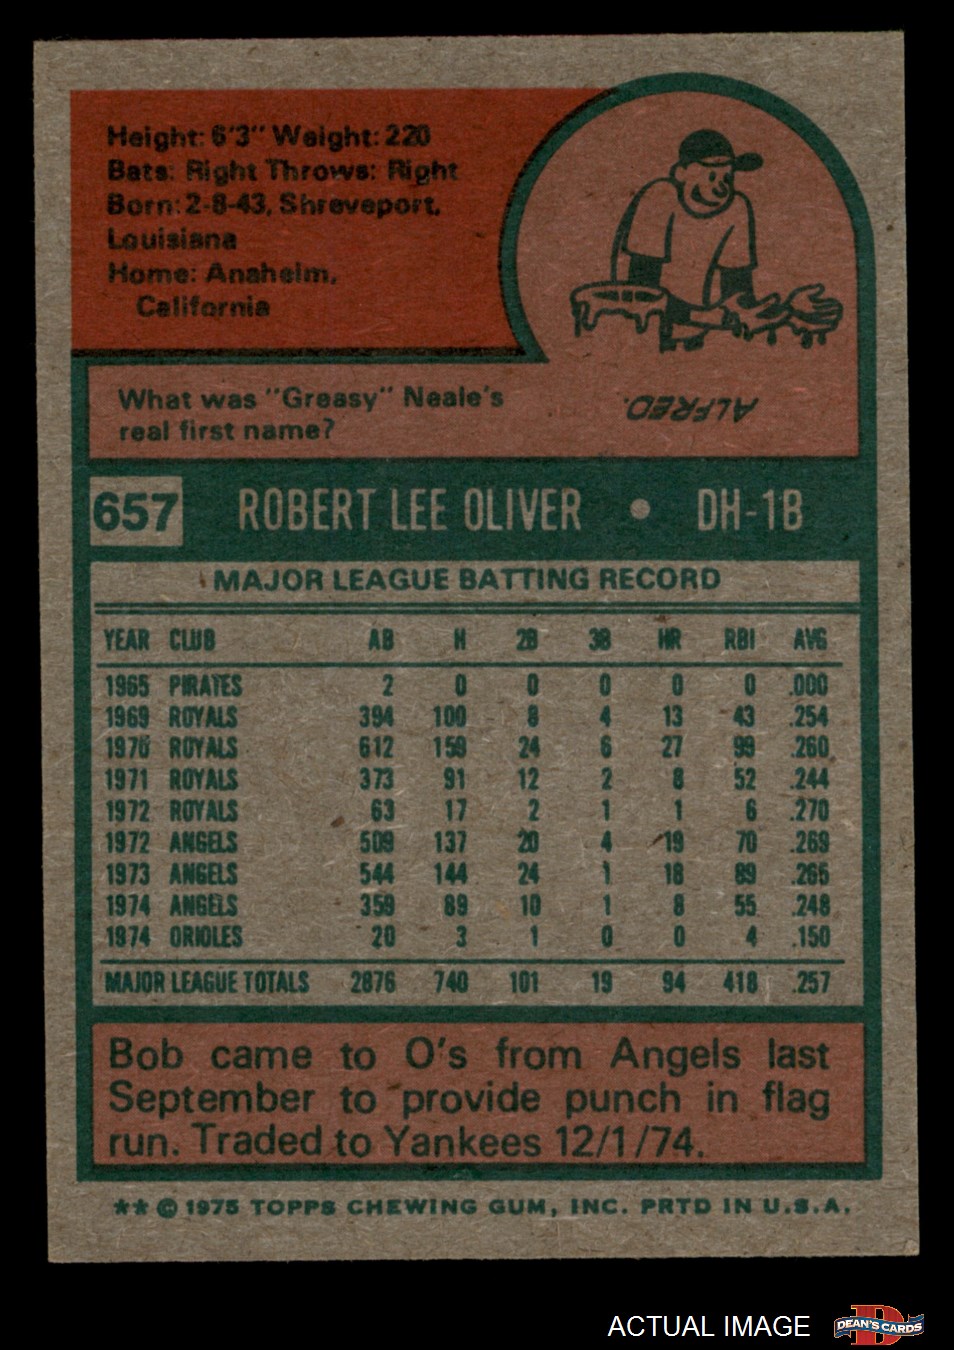 Height: 6'3" Weight: 220
Bats: Right Throws: Right
Born: 2-8-43, Shreveport,
Louisiana
Home: Anaheim,
California
What was "Greasy" Neale's
real first name?
ALFRED.
657 ROBERT LEE OLIVER • DH-1B
MAJOR LEAGUE BATTING RECORD
YEAR CLUB AB H 2B 3B HR RBI AVG
1965 PIRATES 2 0 0 0 0 0 .000
1969 ROYALS 394 100 8 4 13 43 .254
1970 ROYALS 612 159 24 6 27 99 .260
1971 ROYALS 373 91 12 2 8 52 .244
1972 ROYALS 63 17 2 1 1 6 .270
1972 ANGELS 509 137 20 4 19 70 .269
1973 ANGELS 544 144 24 1 18 89 .265
1974 ANGELS 359 89 10 1 8 55 .248
1974 ORIOLES 20 3 1 0 0 4 .150
MAJOR LEAGUE TOTALS 2876 740 101 19 94 418 .257
Bob came to O's from Angels last
September to provide punch in flag
run. Traded to Yankees 12/1/74.
** © 1975 TOPPS CHEWING GUM, INC. PRTD IN U.S.A.
ACTUAL IMAGE DEAN'S CARDS